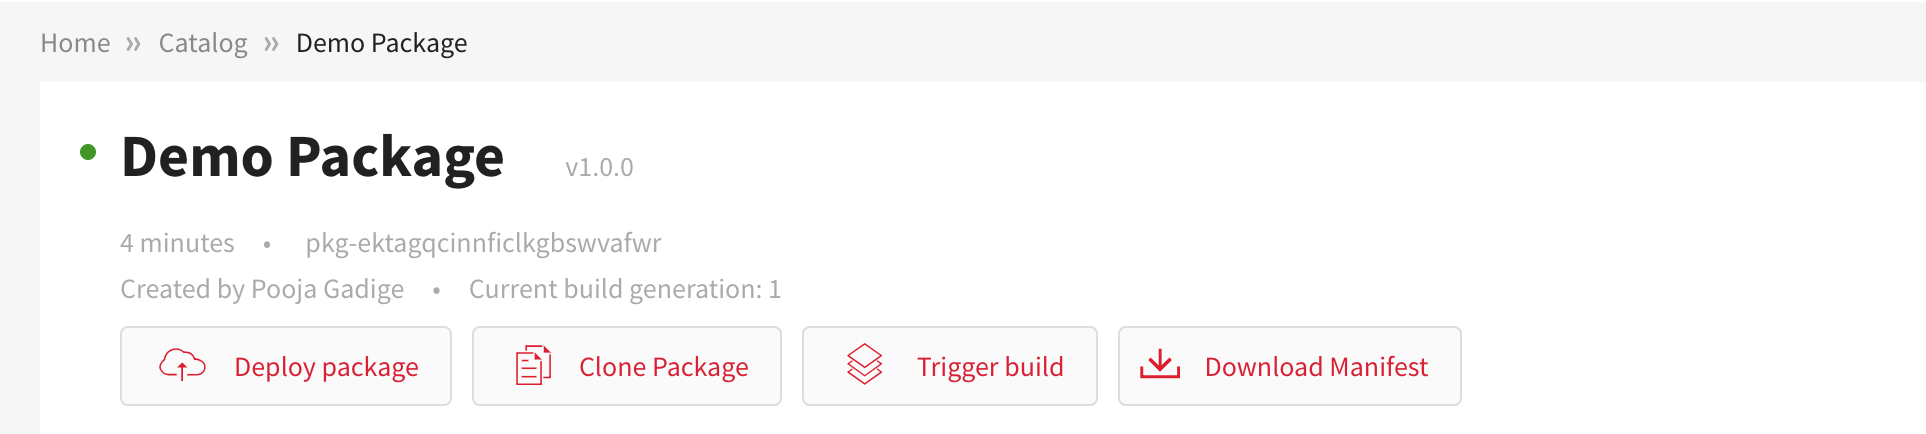 Home » Catalog » Demo Package
Demo Package v1.0.0
4 minutes • pkg-ektagqcinnficlkgbswvafwr
Created by Pooja Gadige • Current build generation: 1
Deploy package Clone Package Trigger build Download Manifest